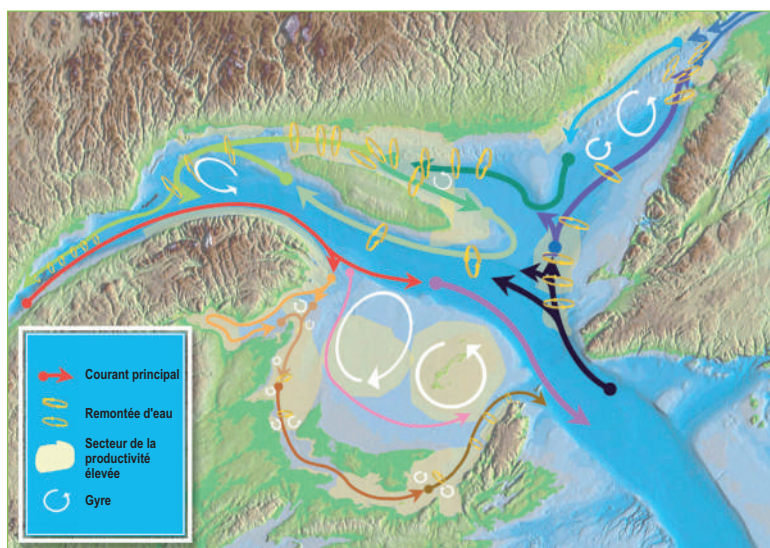 Courant principal
Remontée d'eau
Secteur de la
productivité
élevée
Gyre